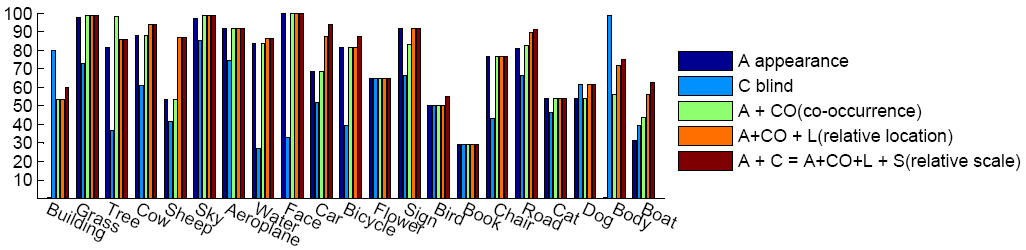 100
90
80
70
60
50
40
30
20
10
Building
Grass
Tree
Cow
Sheep
Sky
Aeroplane
Water
Face
Car
Bicycle
Flower
Sign
Bird
Book
Chair
Road
Cat
Dog
Body
Boat
A appearance
C blind
A + CO(co-occurrence)
A+CO + L(relative location)
A + C = A+CO+L + S(relative scale)